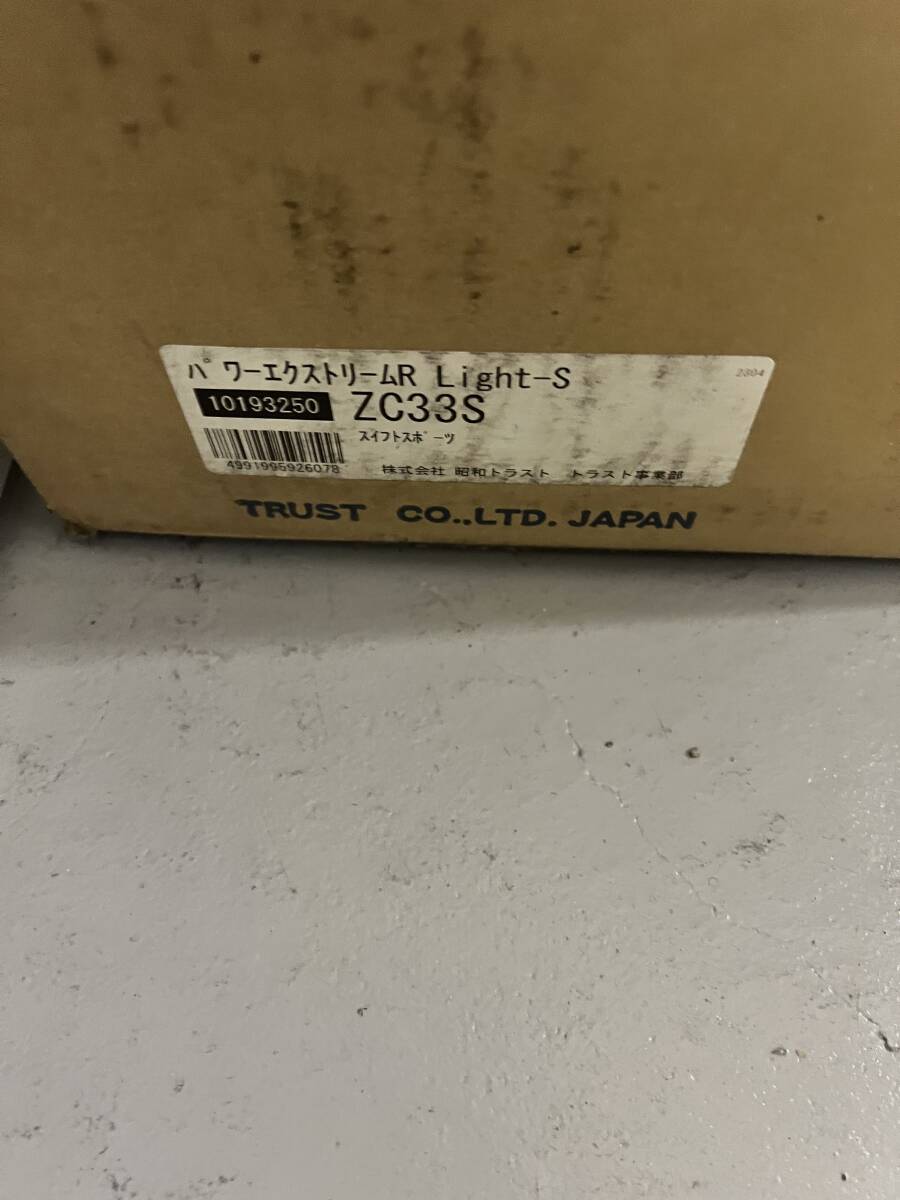 パワーエクストリームR Light-S
2304
10193250 ZC33S
スイフトスポーツ
4991995926078
株式会社 昭和トラスト トラスト事業部
TRUST CO.,LTD. JAPAN